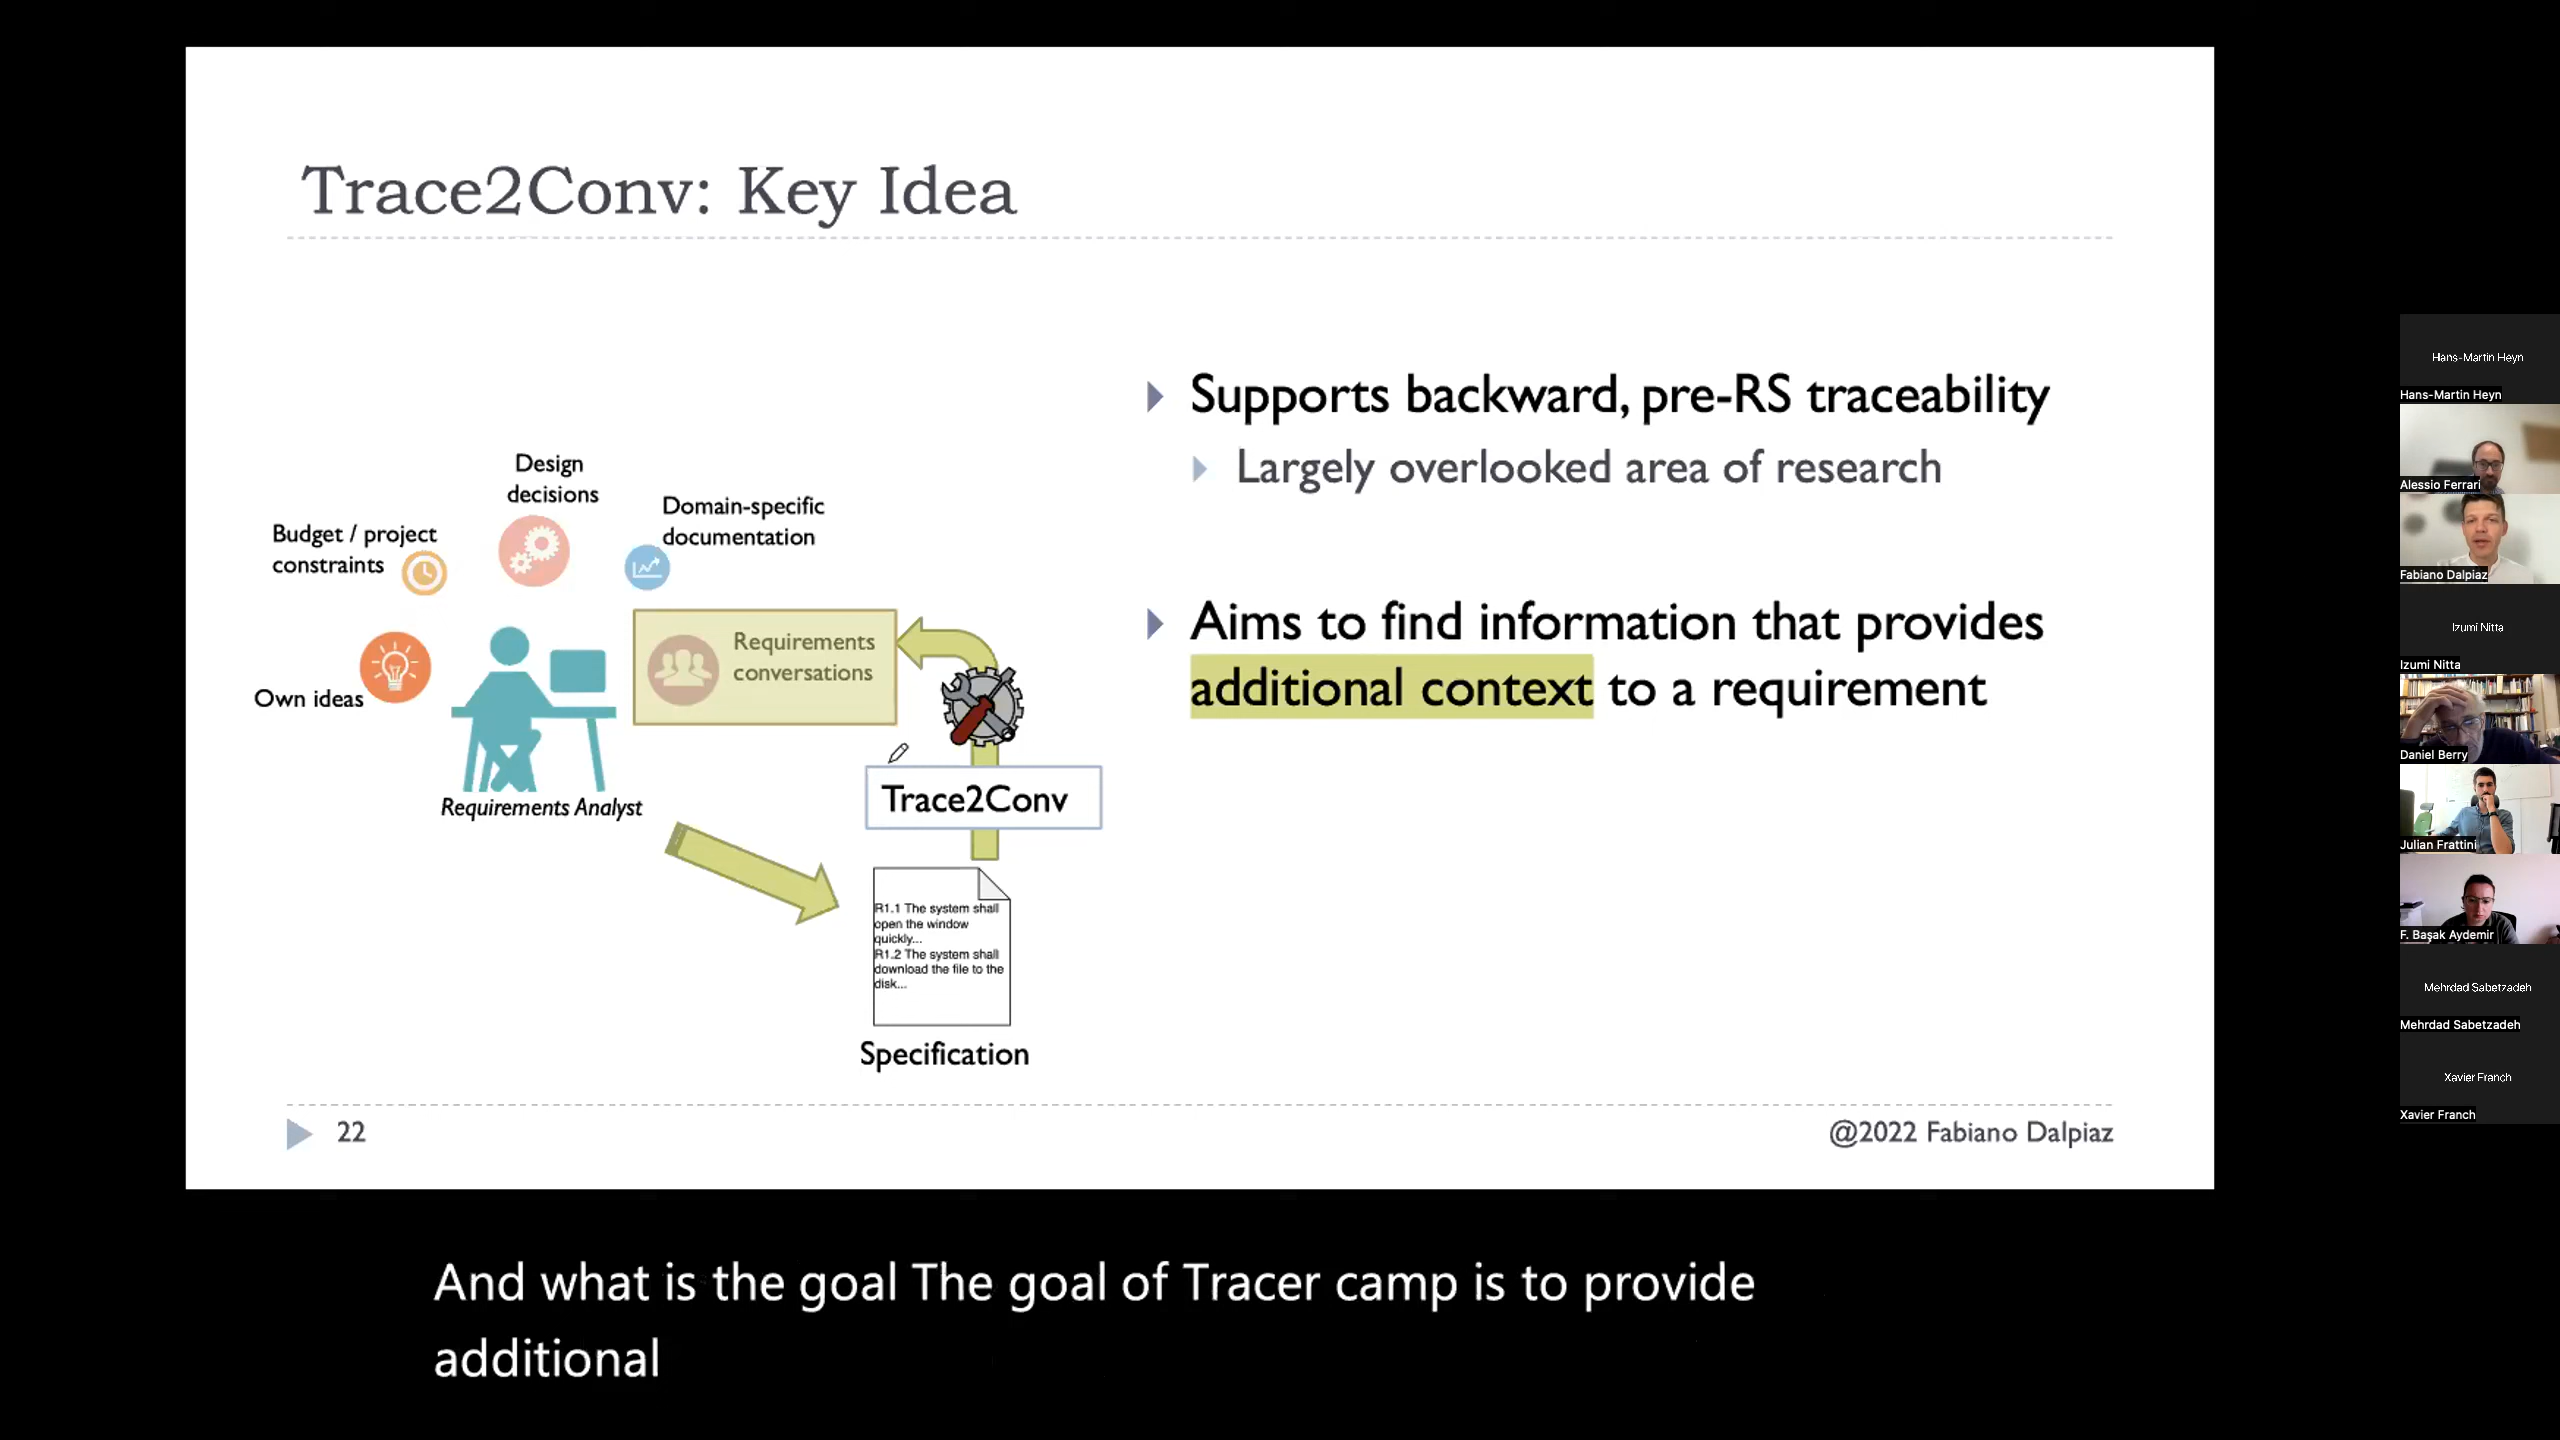 Trace2Conv: Key Idea
Design
decisions
Domain-specific
documentation
Budget / project
constraints
Own ideas
Requirements
conversations
Requirements Analyst
Trace2Conv
R1.1 The system shall
open the window
quickly...
R1.2 The system shall
download the file to the
disk...
Specification
Supports backward, pre-RS traceability
Largely overlooked area of research
Aims to find information that provides
additional context to a requirement
22
@2022 Fabiano Dalpiaz
Hans-Martin Heyn
Hans-Martin Heyn
Alessio Ferrari
Fabiano Dalpiaz
Izumi Nitta
Izumi Nitta
Daniel Berry
Julian Frattini
F. Başak Aydemir
Mehrdad Sabetzadeh
Mehrdad Sabetzadeh
Xavier Franch
Xavier Franch
And what is the goal The goal of Tracer camp is to provide
additional